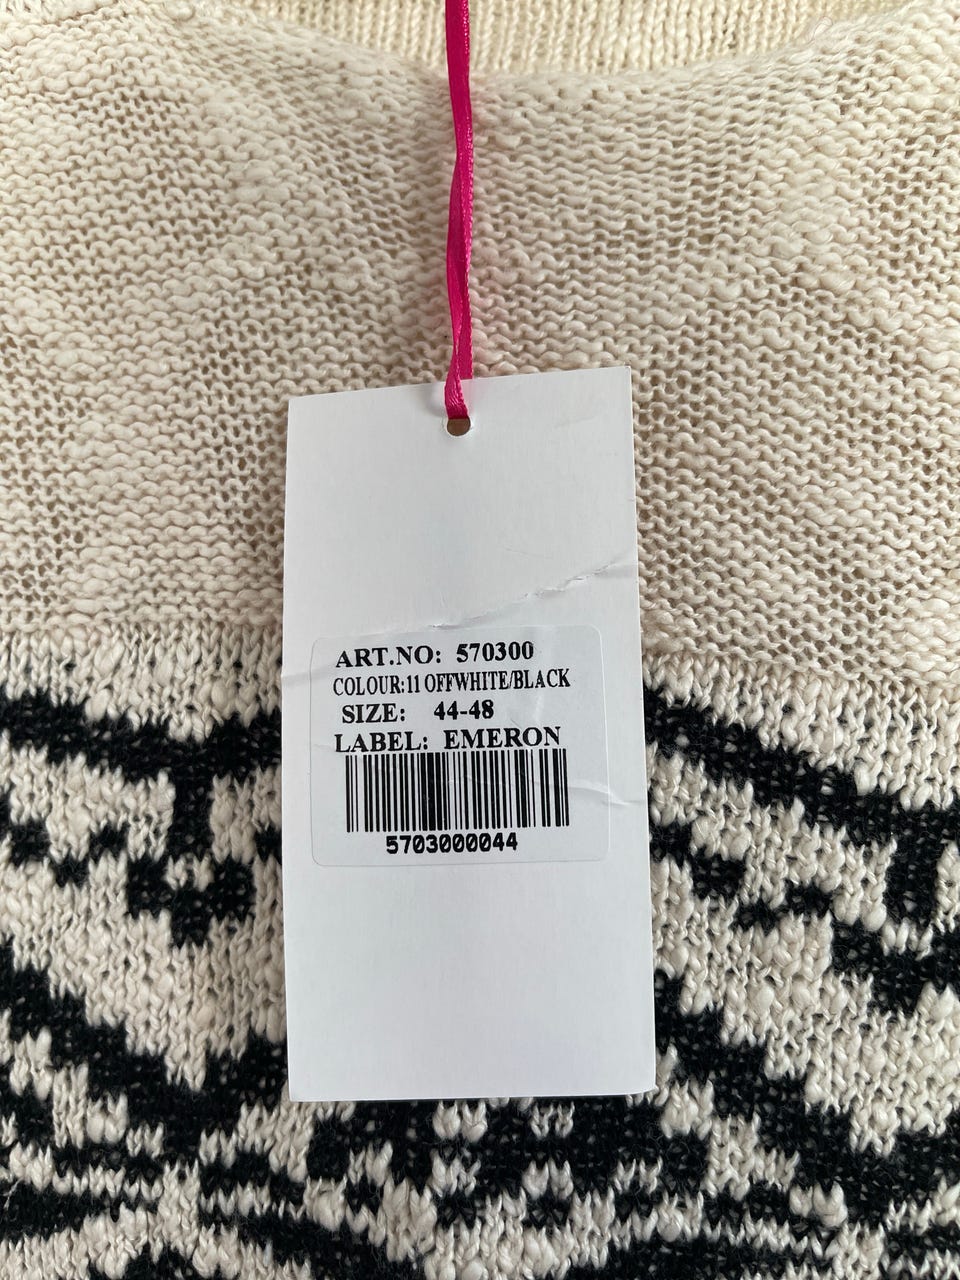 ART.NO: 570300
COLOUR:11 OFFWHITE/BLACK
SIZE: 44-48
LABEL: EMERON
5703000044